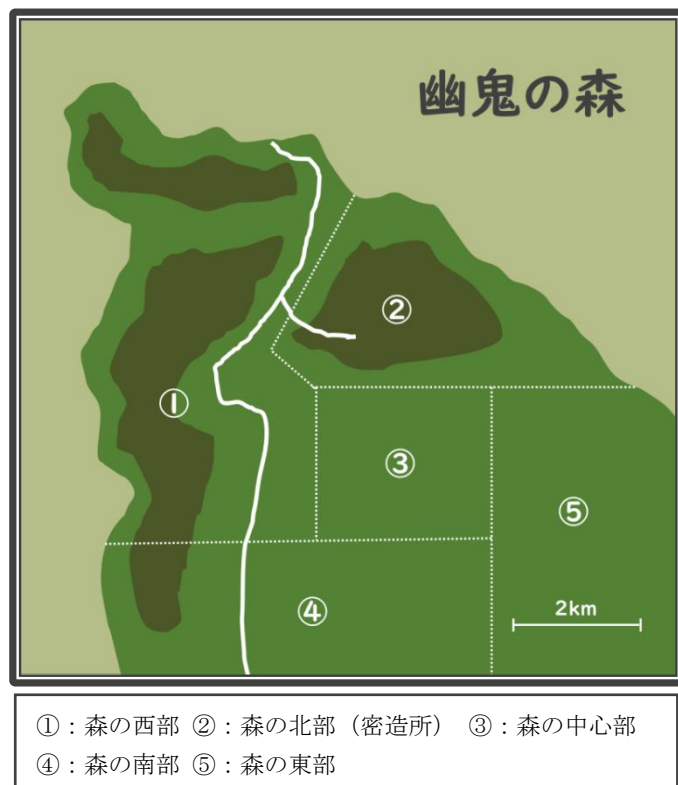 幽鬼の森
②
①
③
⑤
2km
④
①：森の西部 ②：森の北部（密造所） ③：森の中心部
④：森の南部 ⑤：森の東部